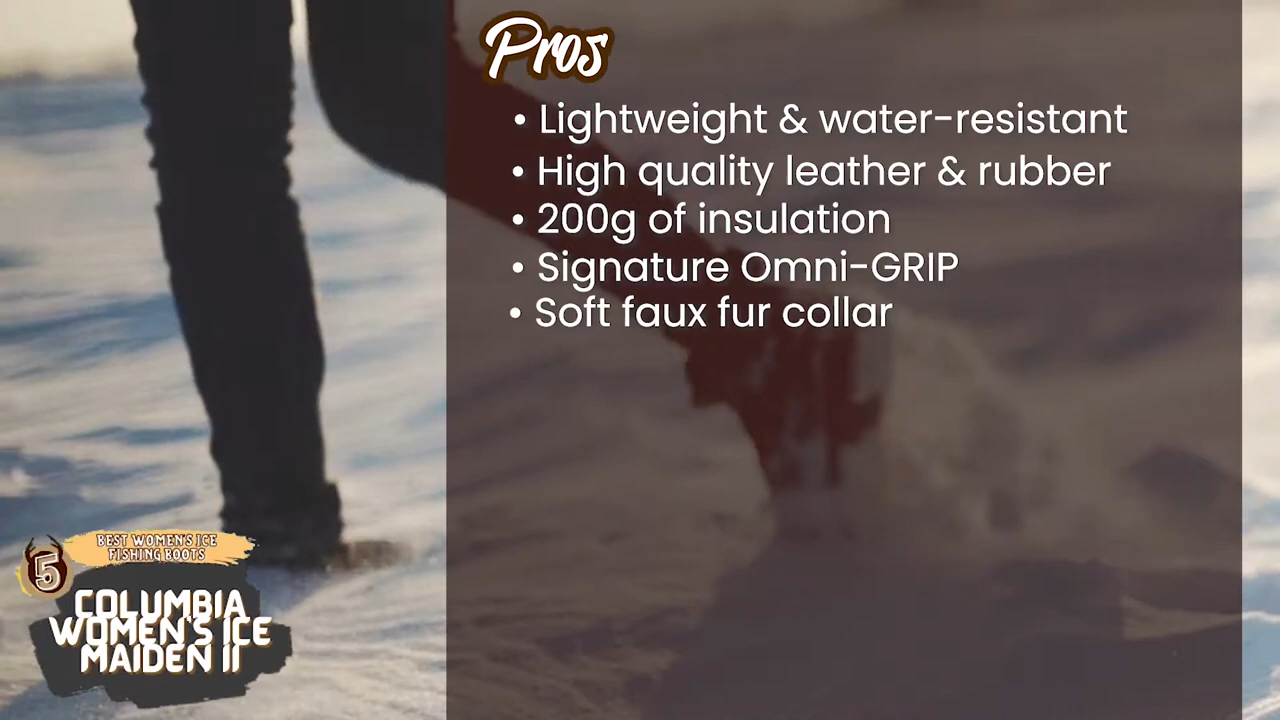 Pros
• Lightweight & water-resistant
• High quality leather & rubber
• 200g of insulation
• Signature Omni-GRIP
• Soft faux fur collar
5
BEST WOMEN'S ICE
FISHING BOOTS
COLUMBIA
WOMEN'S ICE
MAIDEN II